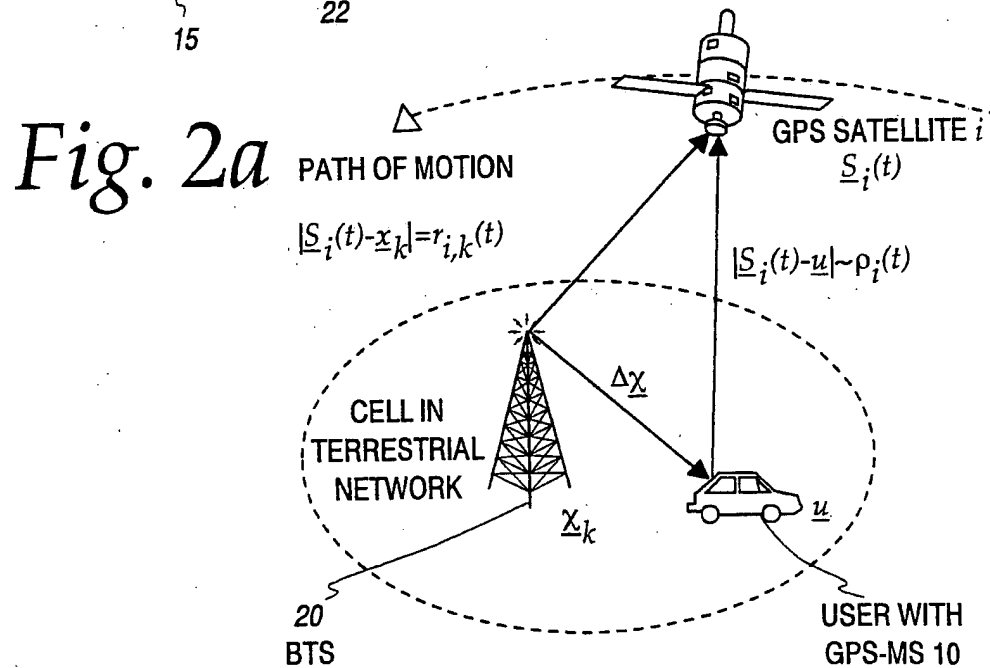 15
22
Fig. 2a
PATH OF MOTION
GPS SATELLITE i
S_i(t)
|S_i(t)-x_k|=r_{i,k}(t)
|S_i(t)-u|~ρ_i(t)
Δχ
CELL IN
TERRESTRIAL
NETWORK
χ_k
u
20
BTS
USER WITH
GPS-MS 10